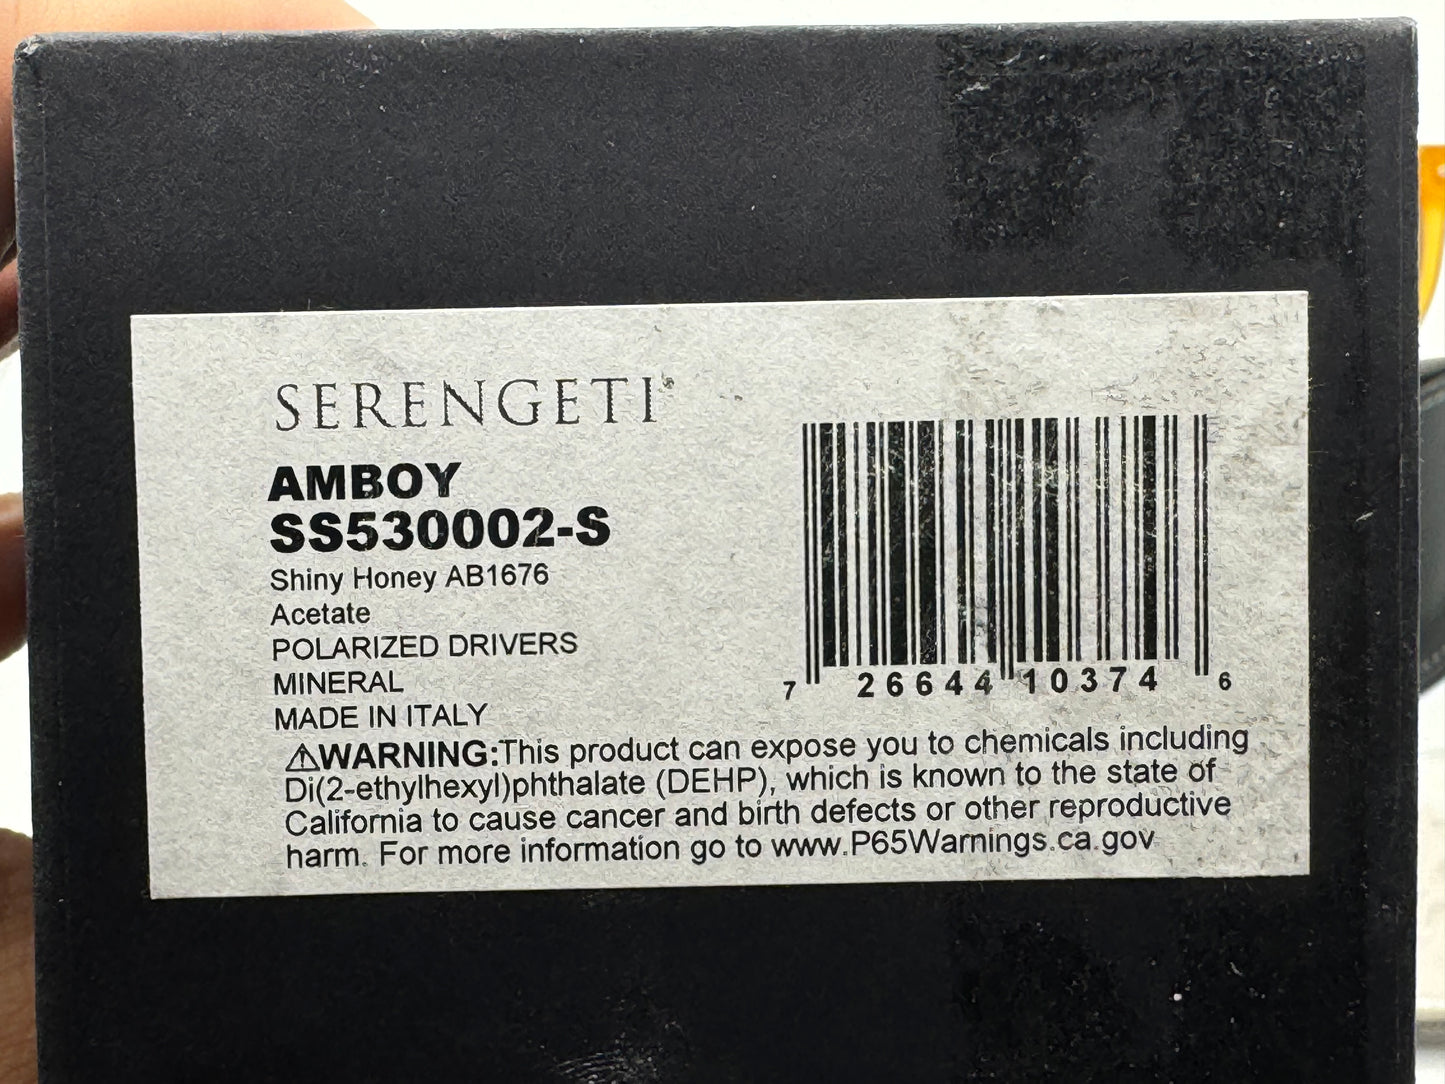 SERENGETI
AMBOY
SS530002-S
Shiny Honey AB1676
Acetate
POLARIZED DRIVERS
MINERAL
MADE IN ITALY
7 26644 10374 6
⚠WARNING:This product can expose you to chemicals including
Di(2-ethylhexyl)phthalate (DEHP), which is known to the state of
California to cause cancer and birth defects or other reproductive
harm. For more information go to www.P65Warnings.ca.gov